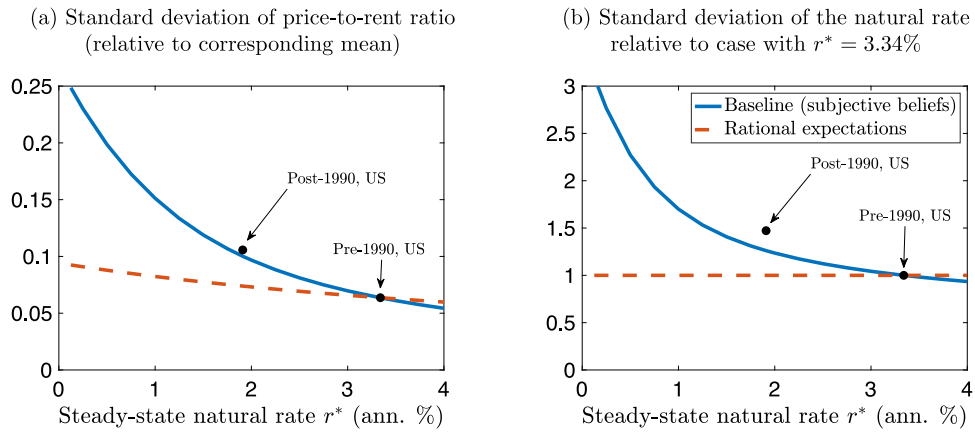 (a) Standard deviation of price-to-rent ratio
(relative to corresponding mean)
0.25
0.2
0.15
0.1
0.05
0
0
1
2
3
4
Post-1990, US
Pre-1990, US
Steady-state natural rate r* (ann. %)
(b) Standard deviation of the natural rate
relative to case with r* = 3.34%
3
2.5
2
1.5
1
0.5
0
0
1
2
3
4
Baseline (subjective beliefs)
Rational expectations
Post-1990, US
Pre-1990, US
Steady-state natural rate r* (ann. %)